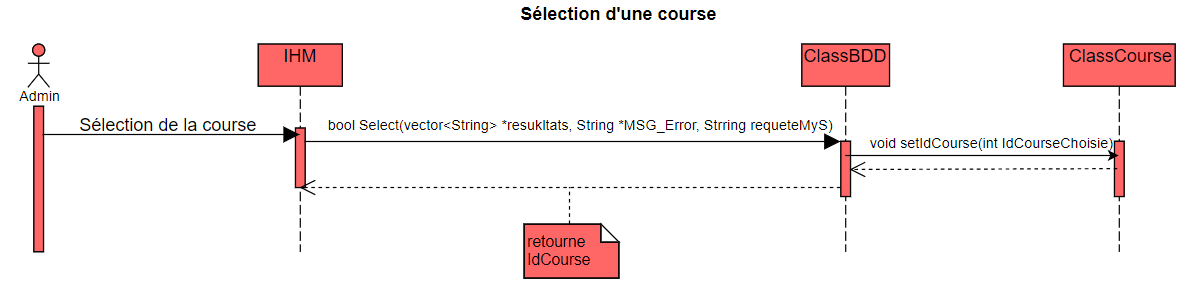 Sélection d'une course
IHM
ClassBDD
ClassCourse
Admin
Sélection de la course
bool Select(vector<String> *resukltats, String *MSG_Error, Strring requeteMyS)
void setIdCourse(int IdCourseChoisie)
retourne
IdCourse